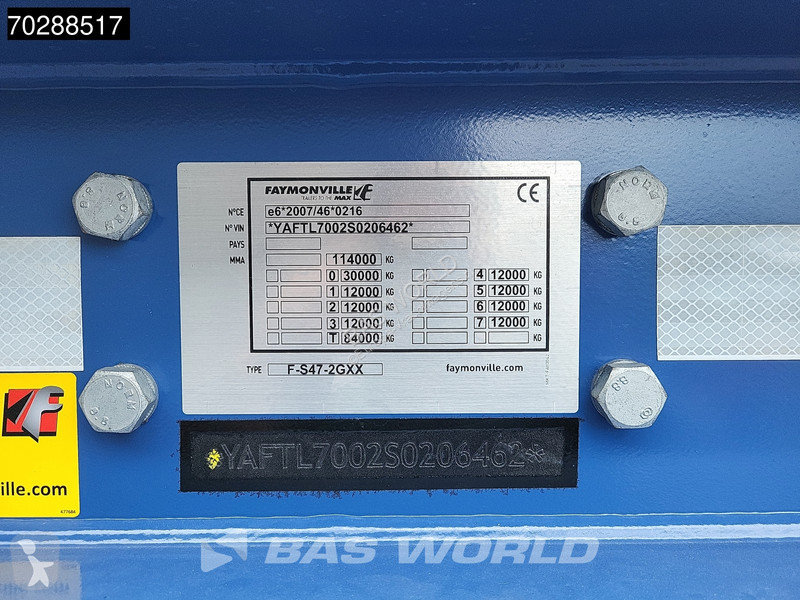 70288517
FAYMONVILLE
TRAILERS TO THE MAX
CE
N°CE e6*2007/46*0216
N° VIN *YAFTL7002S0206462*
PAYS
MMA 114000 KG
0 30000 KG 4 12000 KG
1 12000 KG 5 12000 KG
2 12000 KG 6 12000 KG
3 12000 KG 7 12000 KG
T 84000 KG
TYPE F-S47-2GXX faymonville.com
*YAFTL7002S0206462*
ville.com
477684
BAS WORLD